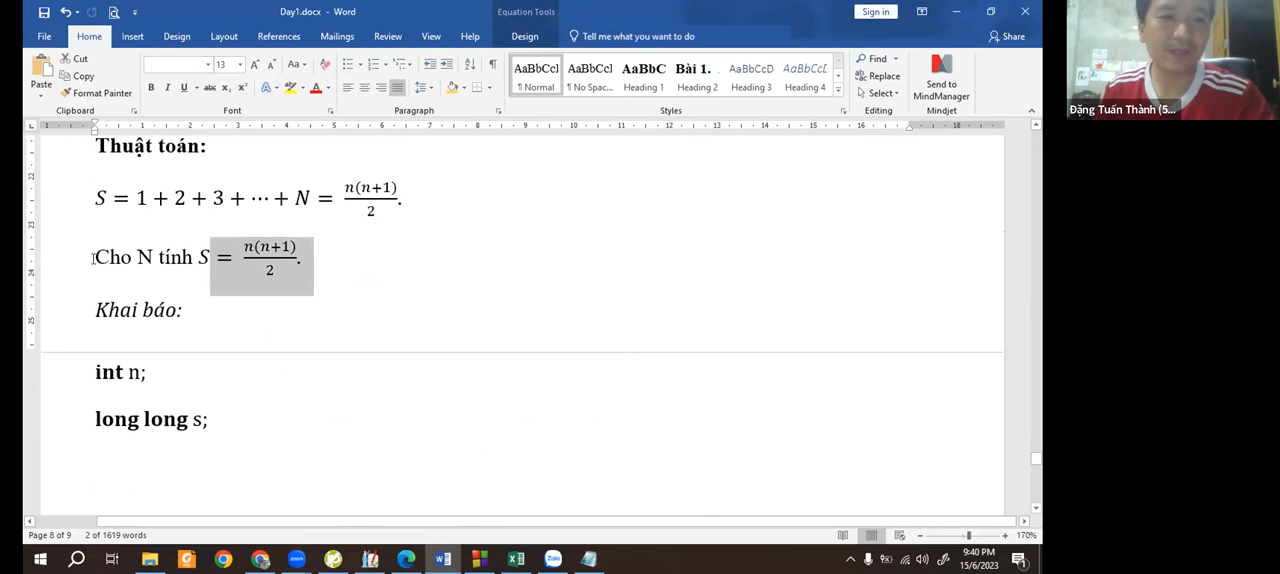 Day1.docx - Word
Equation Tools
Sign in
File Home Insert Design Layout References Mailings Review View Help Design Tell me what you want to do Share
Paste
Cut
Copy
Format Painter
Clipboard
13
Font
Paragraph
AaBbCcI AaBbCcI AaBbC Bài 1. AaBbCcD AaBbCcL
¶ Normal ¶ No Spac... Heading 1 Heading 2 Heading 3 Heading 4
Styles
Find
Replace
Select
Editing
Send to MindManager
Mindjet
Đặng Tuấn Thành (5...
Thuật toán:
S = 1 + 2 + 3 + ⋯ + N = n(n+1)/2.
Cho N tính S = n(n+1)/2.
Khai báo:
int n;
long long s;
Page 8 of 9 2 of 1619 words
170%
9:40 PM
15/6/2023